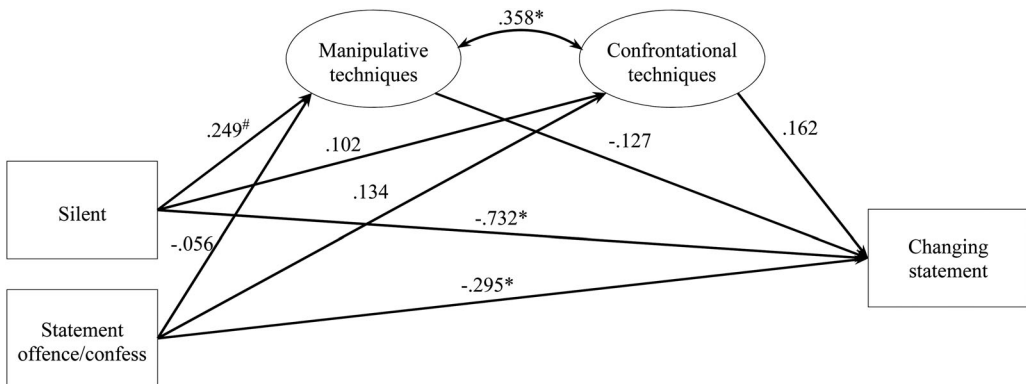 .358*
Manipulative
techniques
Confrontational
techniques
.249#
.102
-.127
.162
.134
Silent
-.732*
-.056
Changing
statement
-.295*
Statement
offence/confess